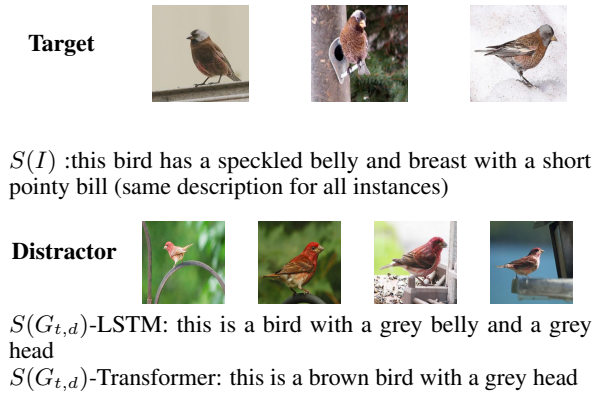 Target
S(I) :this bird has a speckled belly and breast with a short
pointy bill (same description for all instances)
Distractor
S(G_{t,d})-LSTM: this is a bird with a grey belly and a grey
head
S(G_{t,d})-Transformer: this is a brown bird with a grey head